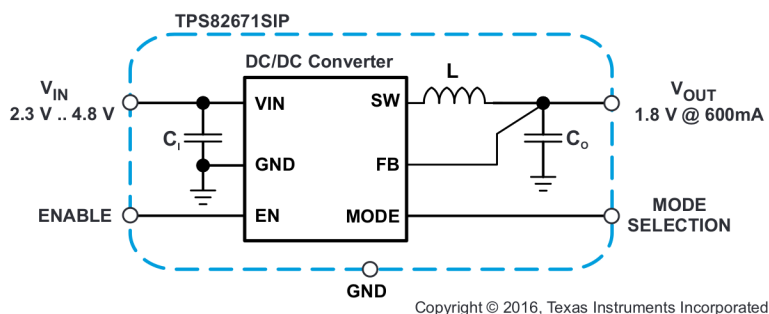 TPS82671SIP
DC/DC Converter
VIN
2.3 V .. 4.8 V
L
VOUT
1.8 V @ 600mA
VIN
SW
CI
CO
GND
FB
ENABLE
EN
MODE
MODE
SELECTION
GND
Copyright © 2016, Texas Instruments Incorporated